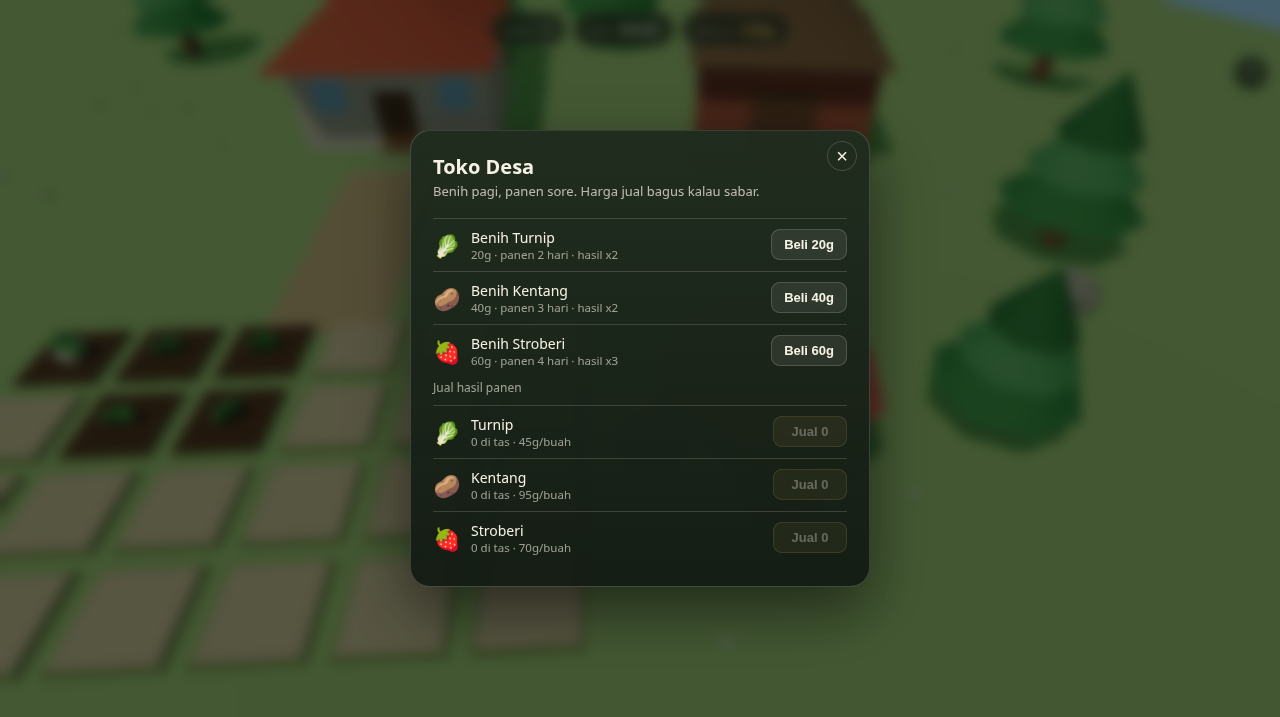 Toko Desa
Benih pagi, panen sore. Harga jual bagus kalau sabar.
Benih Turnip
20g · panen 2 hari · hasil x2
Beli 20g
Benih Kentang
40g · panen 3 hari · hasil x2
Beli 40g
Benih Stroberi
60g · panen 4 hari · hasil x3
Beli 60g
Jual hasil panen
Turnip
0 di tas · 45g/buah
Jual 0
Kentang
0 di tas · 95g/buah
Jual 0
Stroberi
0 di tas · 70g/buah
Jual 0